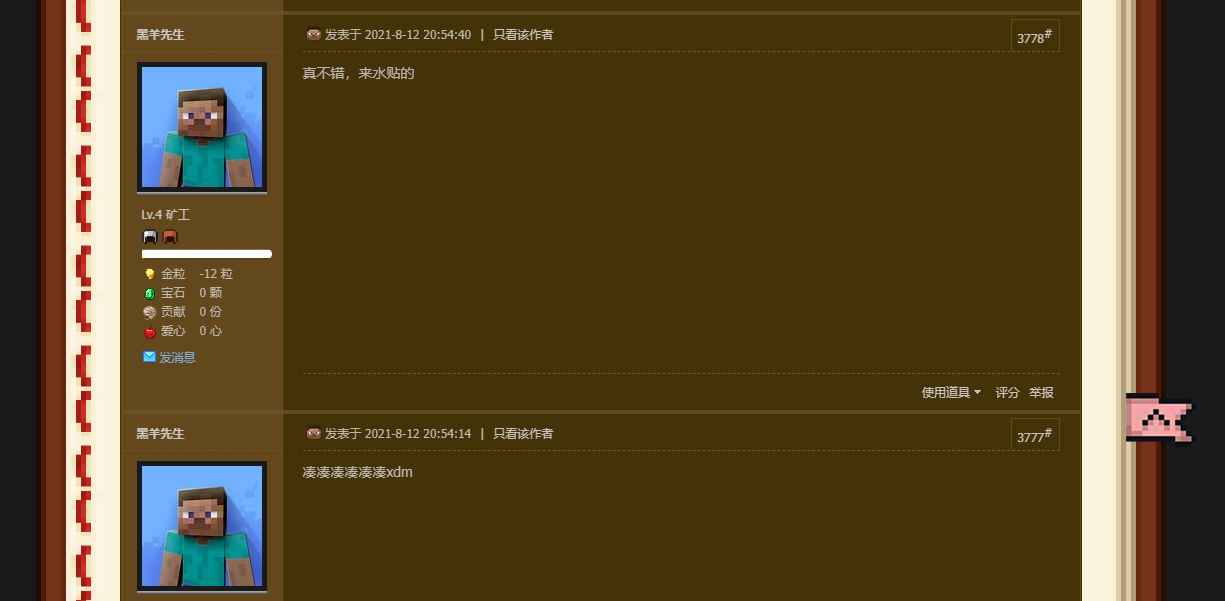 黑羊先生
发表于 2021-8-12 20:54:40 | 只看该作者
3778#
真不错，来水贴的
Lv.4 矿工
金粒 -12 粒
宝石 0 颗
贡献 0 份
爱心 0 心
发消息
使用道具 评分 举报
黑羊先生
发表于 2021-8-12 20:54:14 | 只看该作者
3777#
凑凑凑凑凑凑xdm